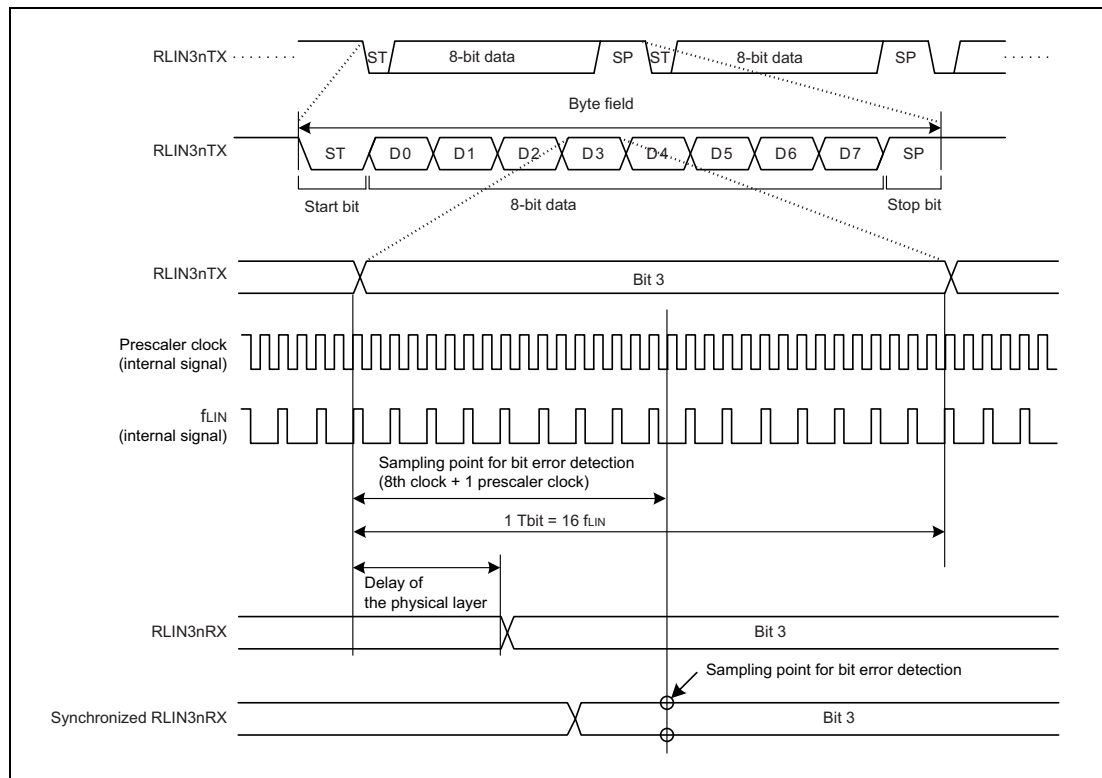 RLIN3nTX ST 8-bit data SP ST 8-bit data SP
Byte field
RLIN3nTX ST D0 D1 D2 D3 D4 D5 D6 D7 SP
Start bit 8-bit data Stop bit
RLIN3nTX Bit 3
Prescaler clock
(internal signal)
fLIN
(internal signal)
Sampling point for bit error detection
(8th clock + 1 prescaler clock)
1 Tbit = 16 fLIN
Delay of
the physical layer
RLIN3nRX Bit 3
Sampling point for bit error detection
Synchronized RLIN3nRX Bit 3